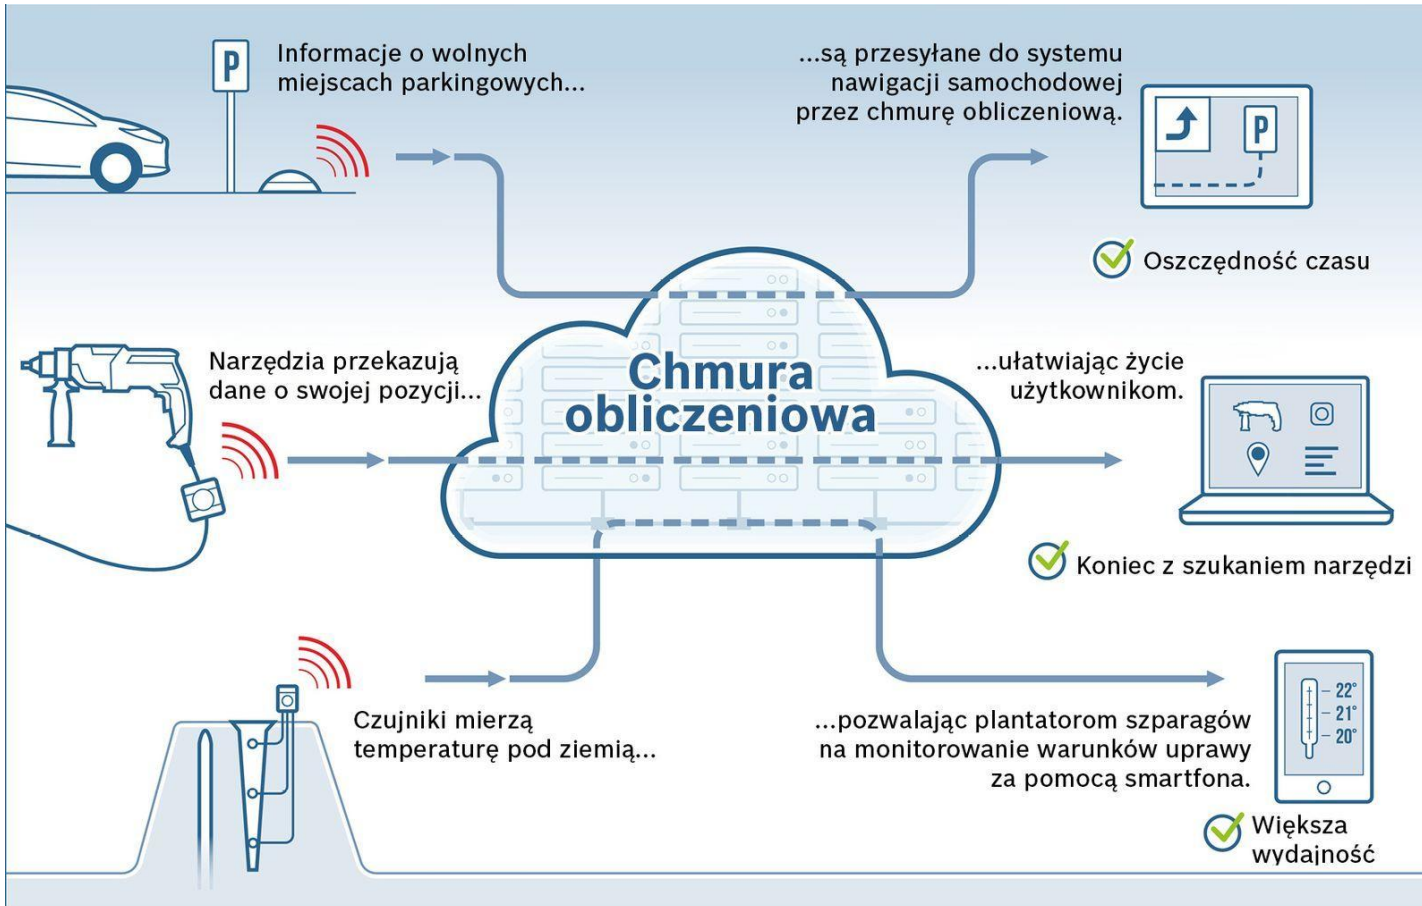 P
Informacje o wolnych
miejscach parkingowych...
...są przesyłane do systemu
nawigacji samochodowej
przez chmurę obliczeniową.
P
Oszczędność czasu
Narzędzia przekazują
dane o swojej pozycji...
Chmura
obliczeniowa
...ułatwiając życie
użytkownikom.
Koniec z szukaniem narzędzi
Czujniki mierzą
temperaturę pod ziemią...
...pozwalając plantatorom szparagów
na monitorowanie warunków uprawy
za pomocą smartfona.
22°
21°
20°
Większa
wydajność